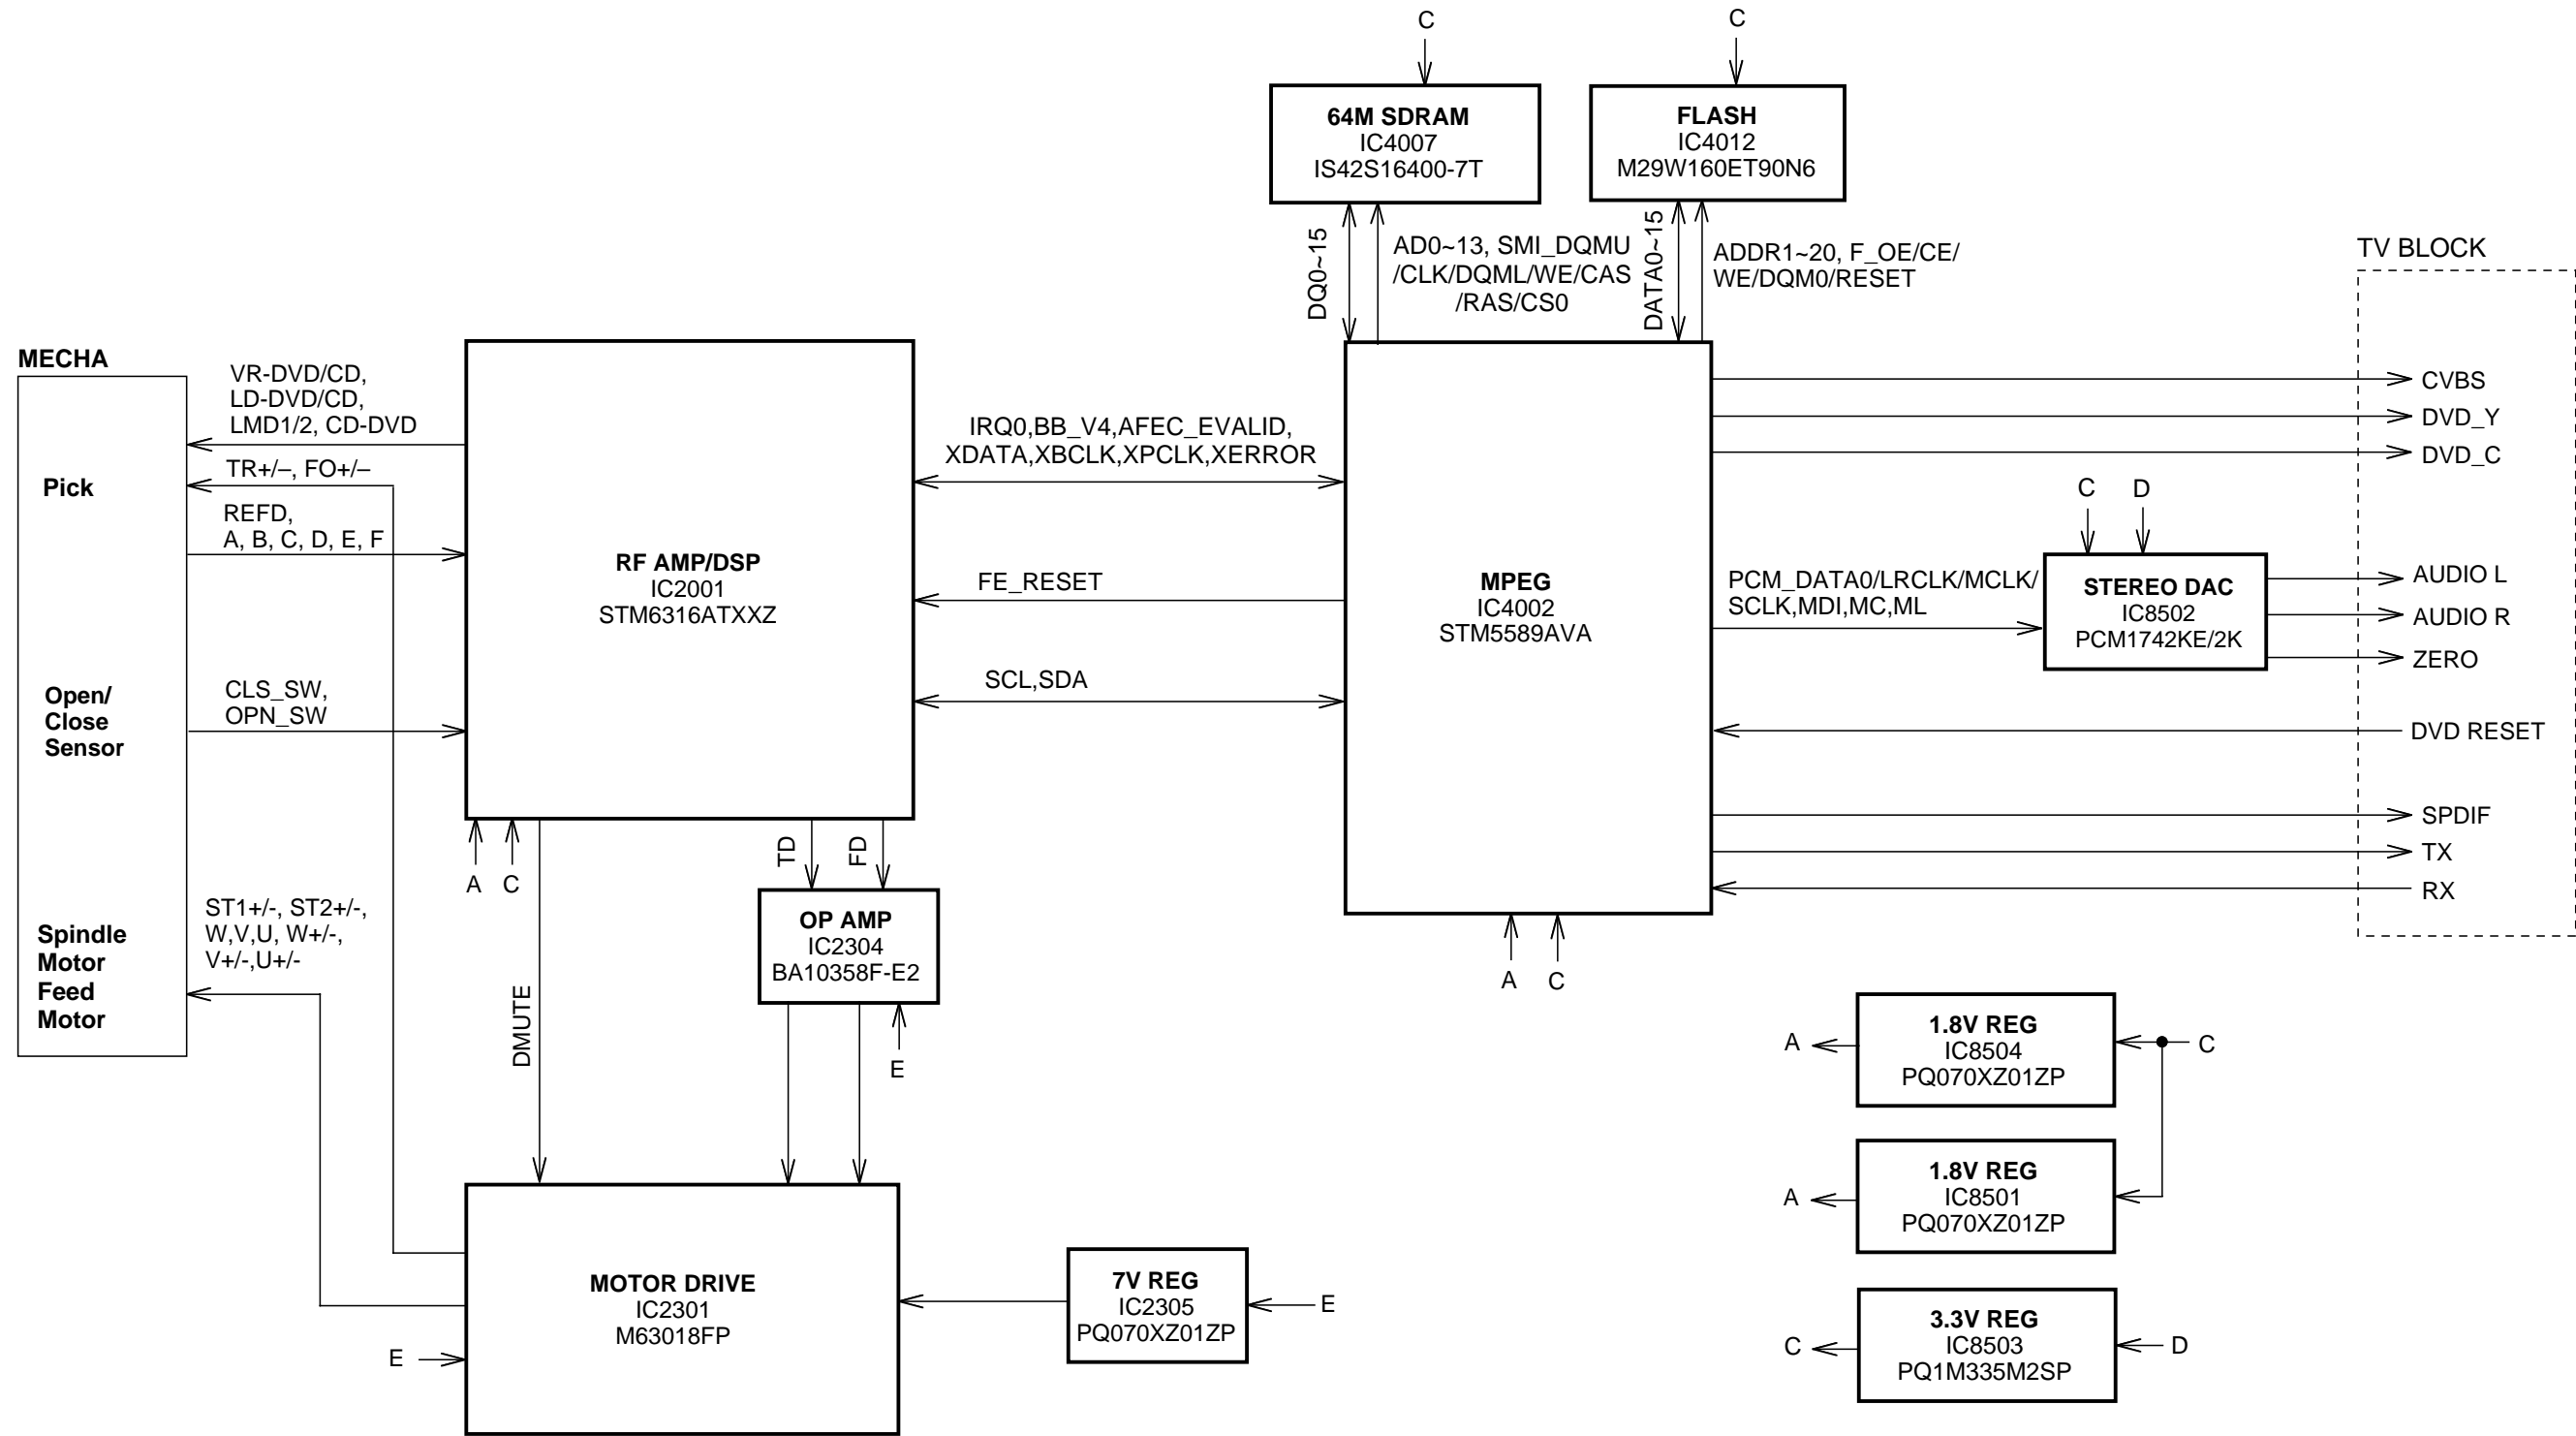 C
C
64M SDRAM
IC4007
IS42S16400-7T
FLASH
IC4012
M29W160ET90N6
DQ0~15
AD0~13, SMI_DQMU
/CLK/DQML/WE/CAS
/RAS/CS0
DATA0~15
ADDR1~20, F_OE/CE/
WE/DQM0/RESET
TV BLOCK
MECHA
VR-DVD/CD,
LD-DVD/CD,
LMD1/2, CD-DVD
TR+/–, FO+/–
Pick
REFD,
A, B, C, D, E, F
Open/
Close
Sensor
CLS_SW,
OPN_SW
Spindle
Motor
Feed
Motor
ST1+/-, ST2+/-,
W,V,U, W+/-,
V+/-,U+/-
RF AMP/DSP
IC2001
STM6316ATXXZ
IRQ0,BB_V4,AFEC_EVALID,
XDATA,XBCLK,XPCLK,XERROR
FE_RESET
SCL,SDA
MPEG
IC4002
STM5589AVA
CVBS
DVD_Y
DVD_C
C
D
PCM_DATA0/LRCLK/MCLK/
SCLK,MDI,MC,ML
STEREO DAC
IC8502
PCM1742KE/2K
AUDIO L
AUDIO R
ZERO
DVD RESET
SPDIF
TX
RX
A
C
TD
FD
DMUTE
OP AMP
IC2304
BA10358F-E2
E
A
C
MOTOR DRIVE
IC2301
M63018FP
E
7V REG
IC2305
PQ070XZ01ZP
E
1.8V REG
IC8504
PQ070XZ01ZP
A
C
1.8V REG
IC8501
PQ070XZ01ZP
A
3.3V REG
IC8503
PQ1M335M2SP
C
D